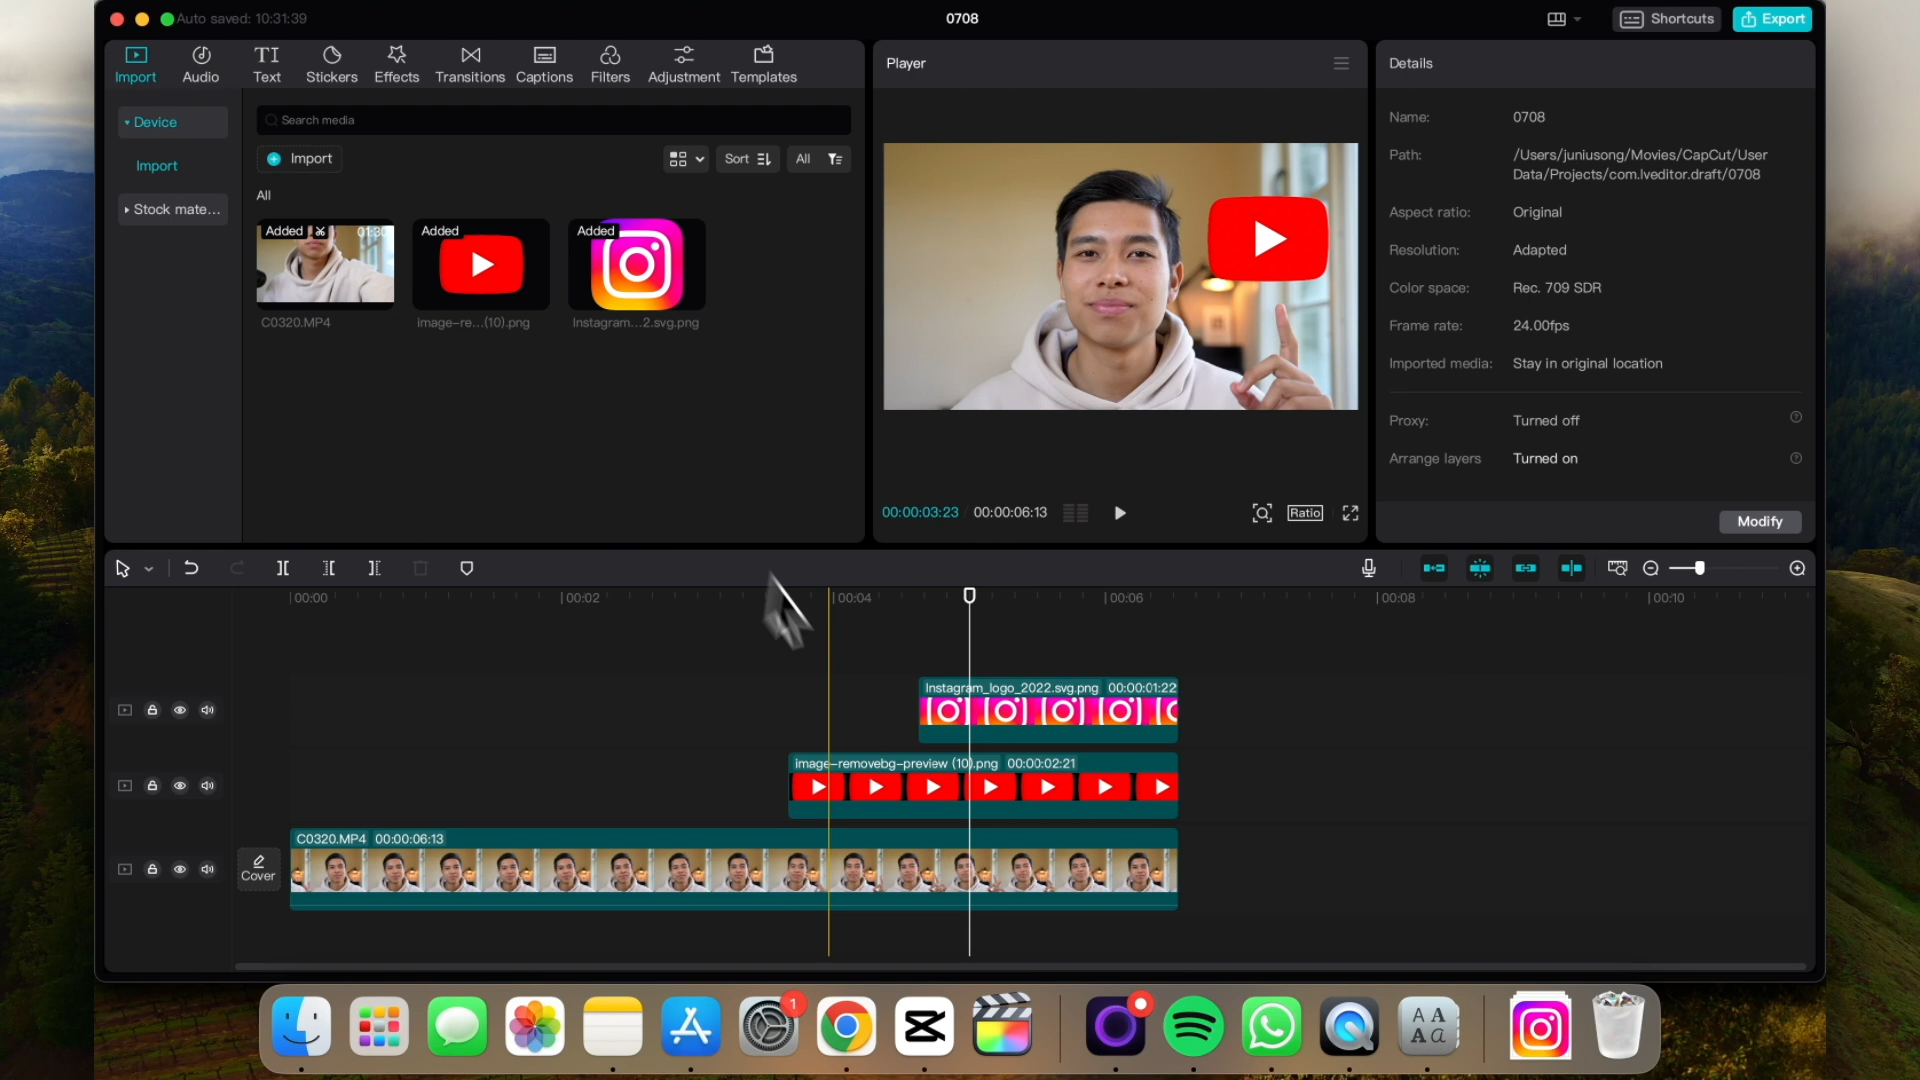 Auto saved: 10:31:39
0708
Shortcuts
Export
Import
Audio
TI
Text
Stickers
Effects
Transitions
Captions
Filters
Adjustment
Templates
Player
Details
Device
Import
Stock mate...
Search media
Import
Sort
All
All
Added
01:30
Added
Added
C0320.MP4
image-re...(10).png
Instagram...2.svg.png
00:00:03:23
00:00:06:13
Ratio
Name: 0708
Path: /Users/juniusong/Movies/CapCut/User
Data/Projects/com.lveditor.draft/0708
Aspect ratio: Original
Resolution: Adapted
Color space: Rec. 709 SDR
Frame rate: 24.00fps
Imported media: Stay in original location
Proxy: Turned off
Arrange layers Turned on
Modify
00:00
00:02
00:04
00:06
00:08
00:10
Instagram_logo_2022.svg.png 00:00:01:22
image-removebg-preview (10).png 00:00:02:21
C0320.MP4 00:00:06:13
Cover
1
A A
A a